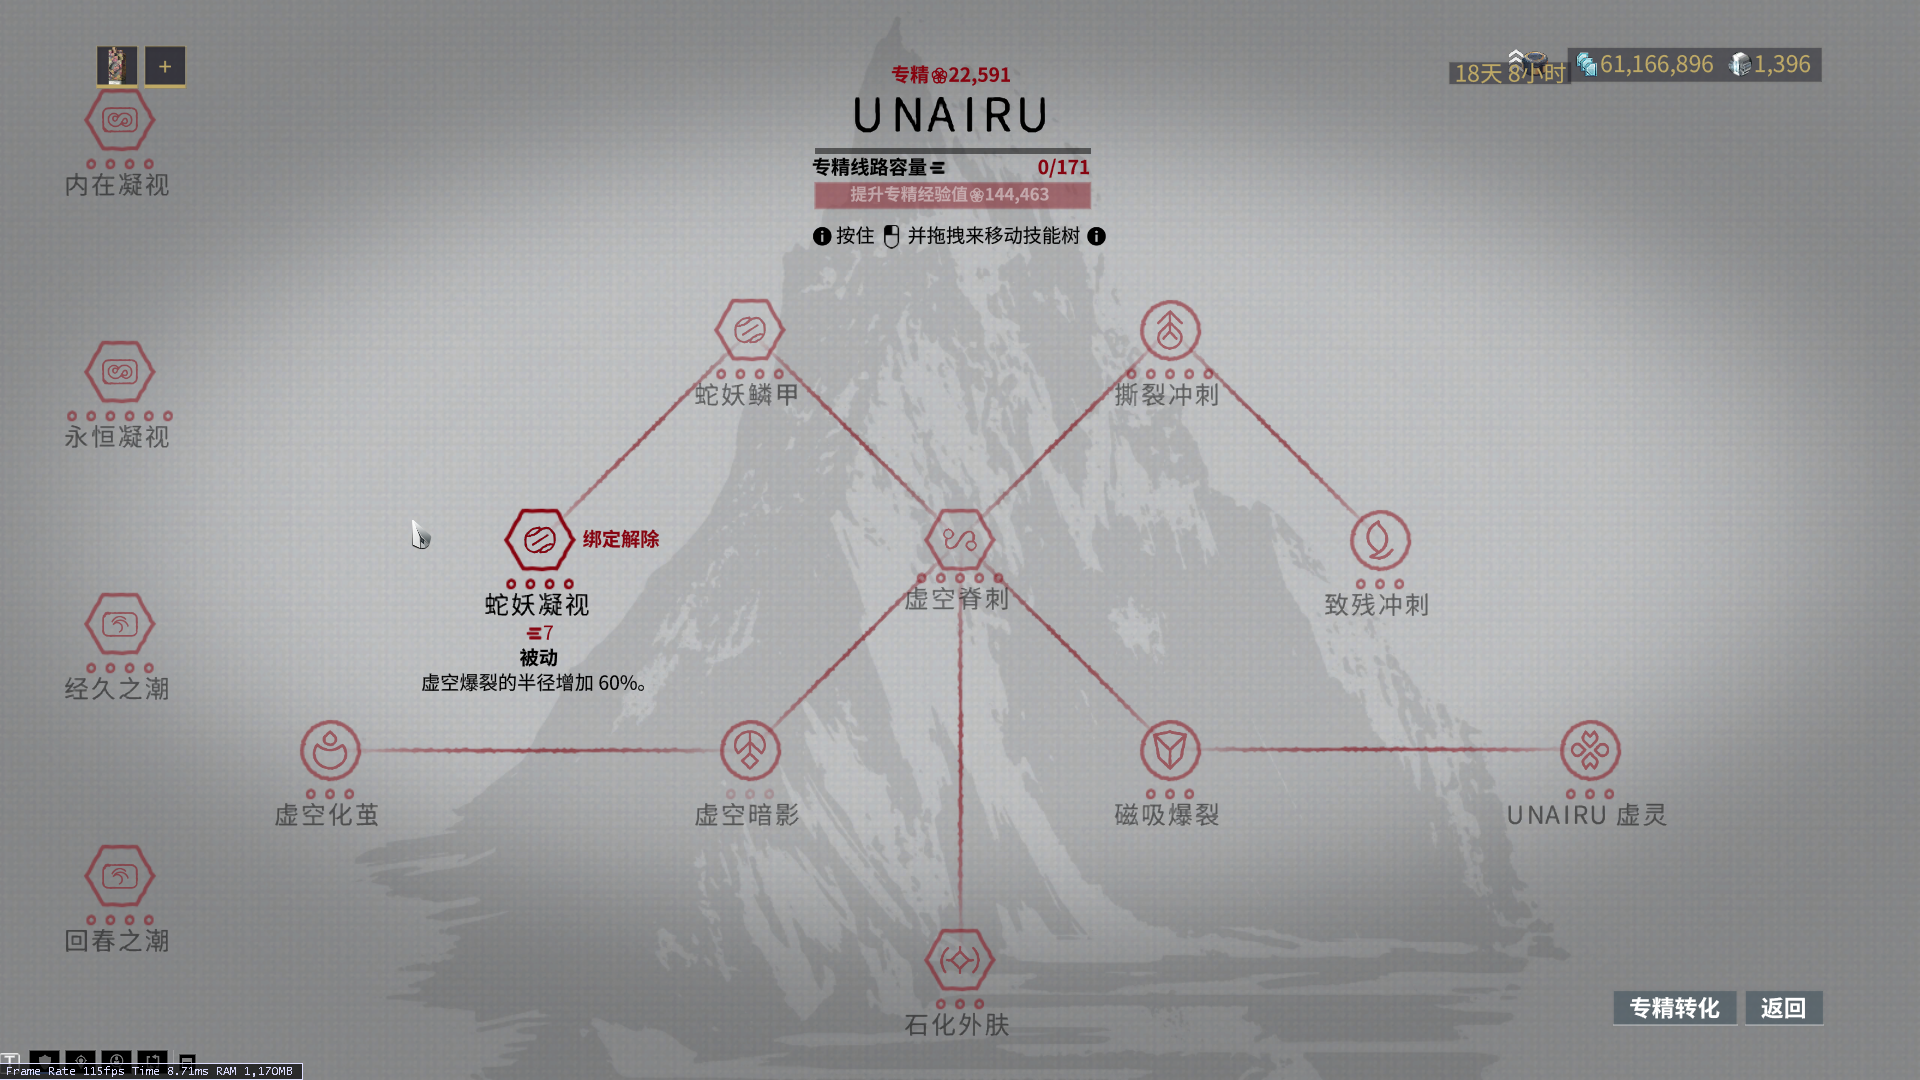 专精22,591
UNAIRU
18天 8小时
61,166,896
1,396
专精线路容量 0/171
提升专精经验值144,463
按住 并拖拽来移动技能树
内在凝视
永恒凝视
经久之潮
回春之潮
蛇妖鳞甲
撕裂冲刺
绑定解除
蛇妖凝视
7
被动
虚空爆裂的半径增加 60%。
虚空脊刺
致残冲刺
虚空化茧
虚空暗影
磁吸爆裂
UNAIRU 虚灵
石化外肤
专精转化
返回
Frame Rate 115fps Time 8.71ms RAM 1,170MB